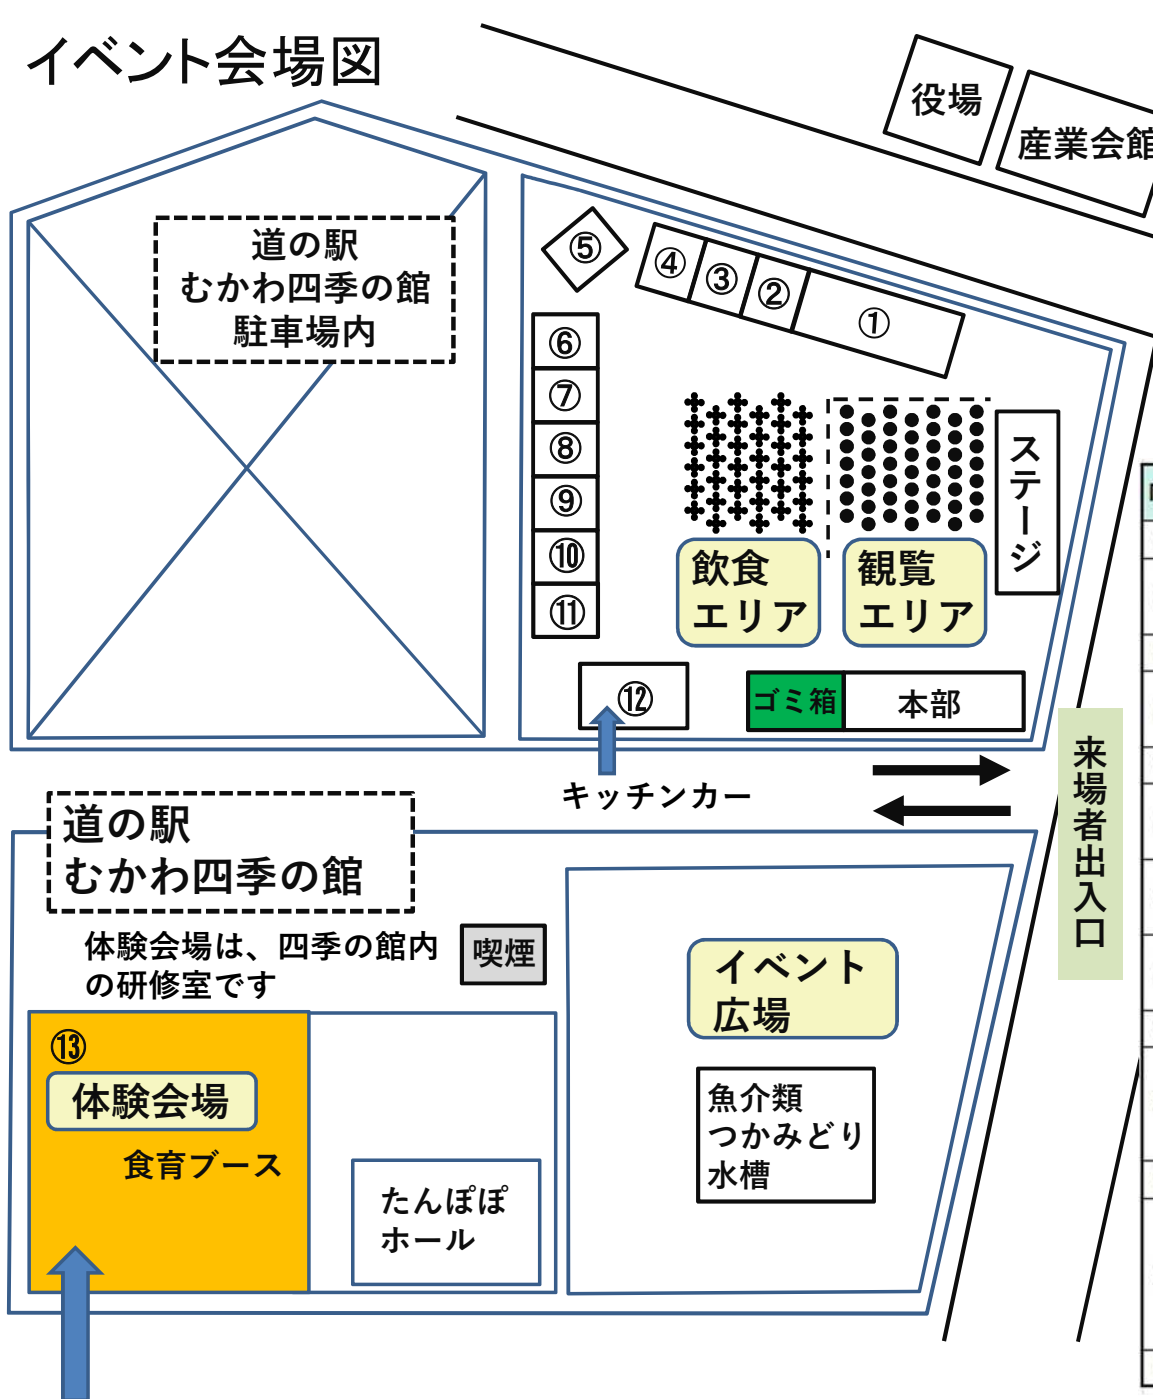 イベント会場図
役場
産業会館
道の駅
むかわ四季の館
駐車場内
⑤
④
③
②
①
⑥
⑦
⑧
⑨
⑩
⑪
ステージ
飲食
エリア
観覧
エリア
⑫
ゴミ箱
本部
キッチンカー
来場者出入口
道の駅
むかわ四季の館
体験会場は、四季の館内
の研修室です
喫煙
イベント
広場
⑬
体験会場
食育ブース
魚介類
つかみどり
水槽
たんぽぽ
ホール